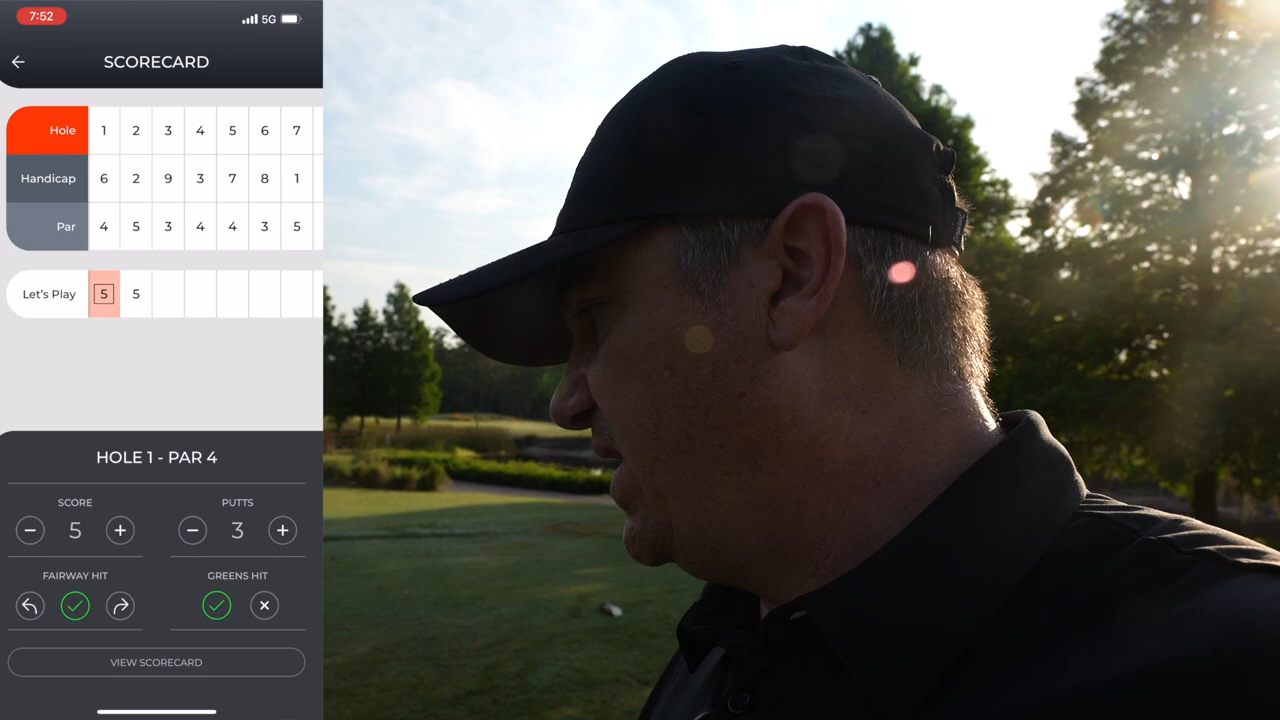 7:52
5G
SCORECARD
Hole 1 2 3 4 5 6 7
Handicap 6 2 9 3 7 8 1
Par 4 5 3 4 4 3 5
Let's Play 5 5
HOLE 1 - PAR 4
SCORE PUTTS
5 3
FAIRWAY HIT GREENS HIT
VIEW SCORECARD